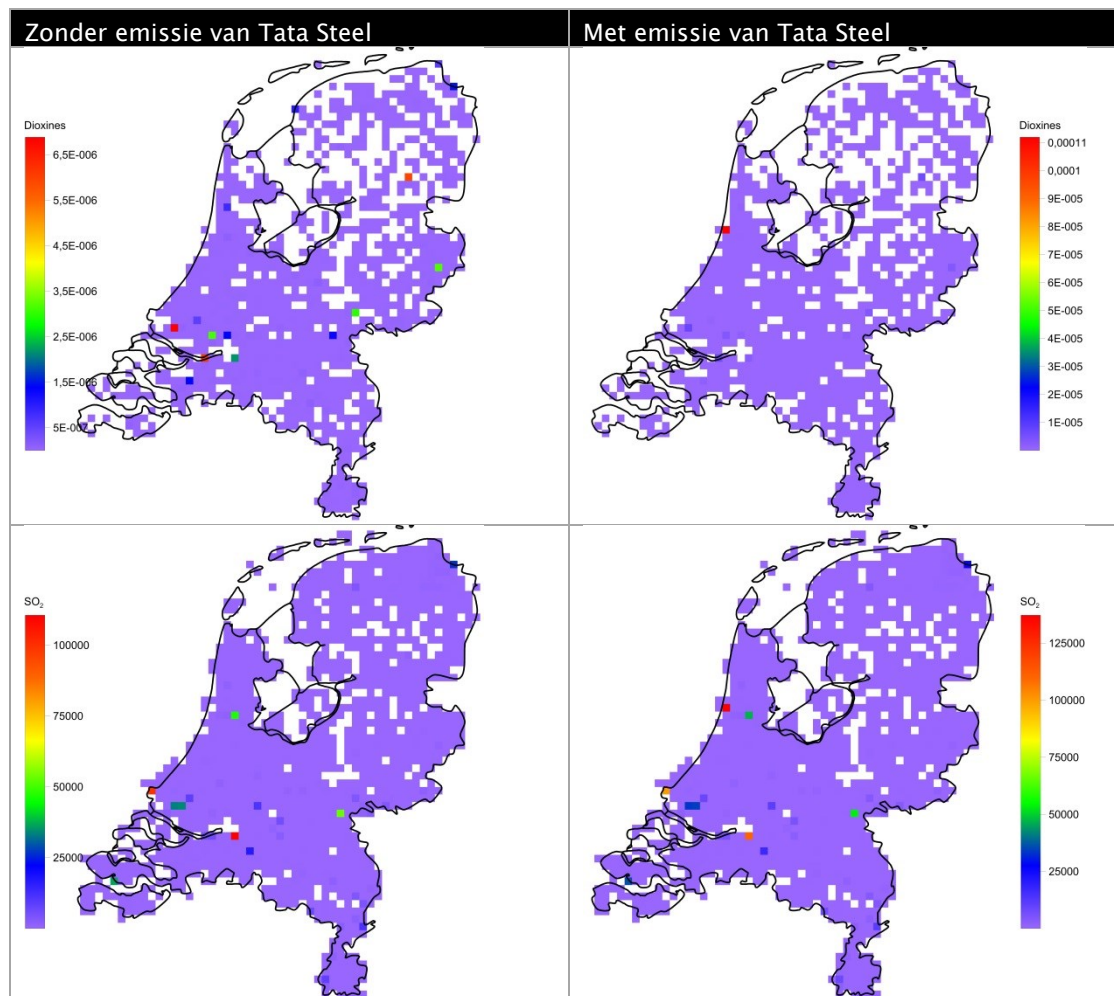 Zonder emissie van Tata Steel
Met emissie van Tata Steel
Dioxines
6,5E-006
5,5E-006
4,5E-006
3,5E-006
2,5E-006
1,5E-006
5E-007
Dioxines
0,00011
0,0001
9E-005
8E-005
7E-005
6E-005
5E-005
4E-005
3E-005
2E-005
1E-005
SO₂
100000
75000
50000
25000
SO₂
125000
100000
75000
50000
25000